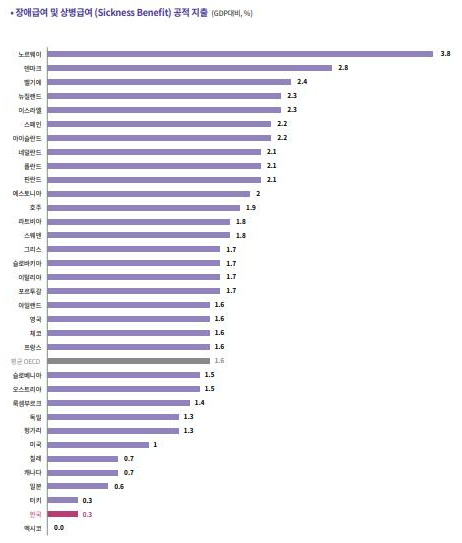 • 장애급여 및 상병급여 (Sickness Benefit) 공적 지출 (GDP대비, %)
노르웨이 3.8
덴마크 2.8
벨기에 2.4
뉴질랜드 2.3
이스라엘 2.3
스페인 2.2
아이슬란드 2.2
네덜란드 2.1
폴란드 2.1
핀란드 2.1
에스토니아 2
호주 1.9
라트비아 1.8
스웨덴 1.8
그리스 1.7
슬로바키아 1.7
이탈리아 1.7
포르투갈 1.7
아일랜드 1.6
영국 1.6
체코 1.6
프랑스 1.6
평균 OECD 1.6
슬로베니아 1.5
오스트리아 1.5
룩셈부르크 1.4
독일 1.3
헝가리 1.3
미국 1
칠레 0.7
캐나다 0.7
일본 0.6
터키 0.3
한국 0.3
멕시코 0.0